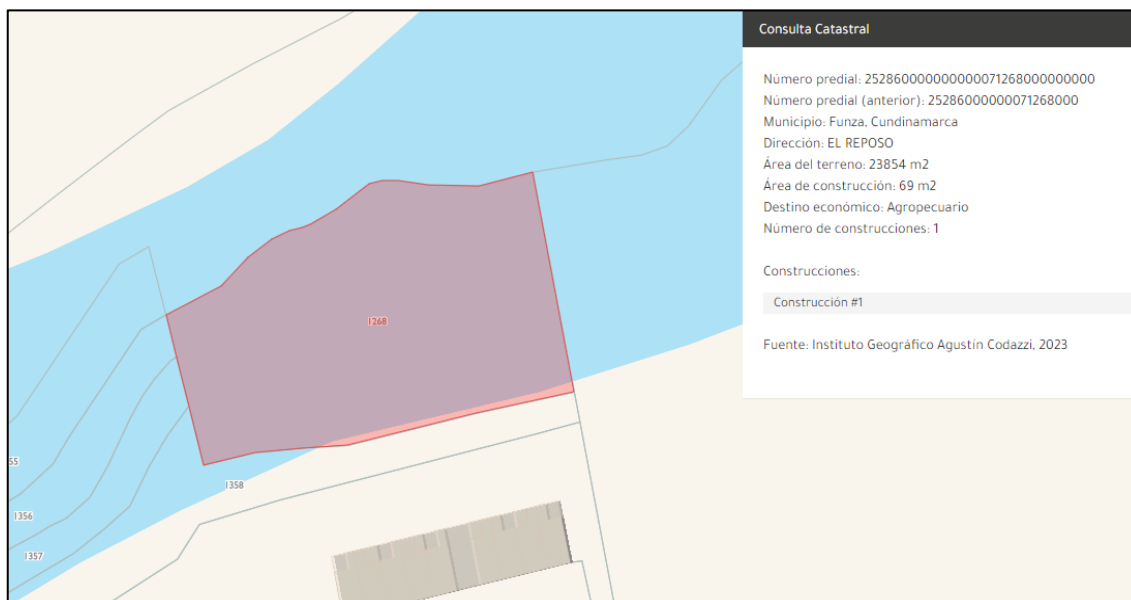 Consulta Catastral
Número predial: 252860000000000071268000000000
Número predial (anterior): 25286000000071268000
Municipio: Funza, Cundinamarca
Dirección: EL REPOSO
Área del terreno: 23854 m2
Área de construcción: 69 m2
Destino económico: Agropecuario
Número de construcciones: 1
Construcciones:
Construcción #1
Fuente: Instituto Geográfico Agustín Codazzi, 2023
1268
55
1358
1356
1357